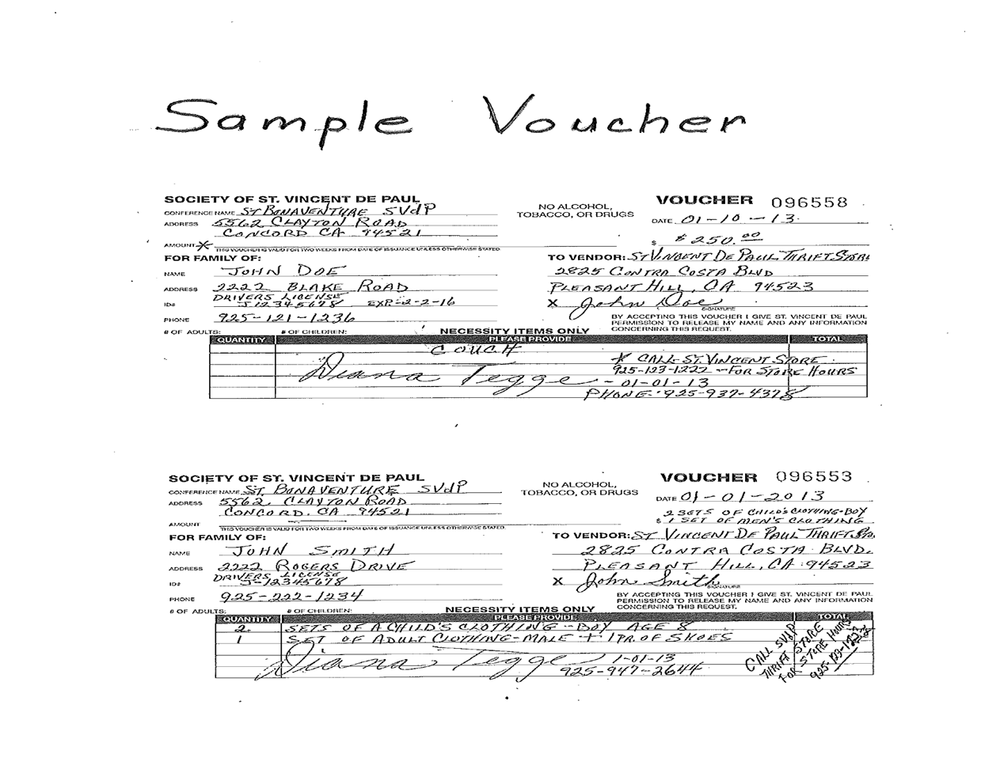 Sample Voucher
SOCIETY OF ST. VINCENT DE PAUL
VOUCHER 096558
CONFERENCE NAME ST BONAVENTURE SVdP
NO ALCOHOL,
TOBACCO, OR DRUGS
ADDRESS 5562 CLAYTON ROAD
DATE 01-10-13
CONCORD CA 94521
AMOUNT *
$ $250.00
THIS VOUCHER IS VALID FOR TWO WEEKS FROM DATE OF ISSUANCE UNLESS OTHERWISE STATED
FOR FAMILY OF:
TO VENDOR: ST VINCENT DE PAUL THRIFT STORE
NAME JOHN DOE
2825 CONTRA COSTA BLVD
ADDRESS 2222 BLAKE ROAD
PLEASANT HILL, CA 94523
DRIVERS LICENSE
ID# J12345678 EXP-2-2-16
X John Doe
SIGNATURE
PHONE 925-121-1236
BY ACCEPTING THIS VOUCHER I GIVE ST. VINCENT DE PAUL
PERMISSION TO RELEASE MY NAME AND ANY INFORMATION
CONCERNING THIS REQUEST.
# OF ADULTS: # OF CHILDREN: NECESSITY ITEMS ONLY
QUANTITY PLEASE PROVIDE TOTAL
COUCH
* CALL ST. VINCENT STORE
925-123-1222 - FOR STORE HOURS
Diana Tegge - 01-01-13
PHONE: 925-937-4378
SOCIETY OF ST. VINCENT DE PAUL
VOUCHER 096553
CONFERENCE NAME ST. BONAVENTURE SVdP
NO ALCOHOL,
TOBACCO, OR DRUGS
ADDRESS 5562 CLAYTON ROAD
DATE 01-01-2013
CONCORD, CA 94521
2 SETS OF CHILD'S CLOTHING-BOY
AMOUNT
$ 1 SET OF MEN'S CLOTHING
THIS VOUCHER IS VALID FOR TWO WEEKS FROM DATE OF ISSUANCE UNLESS OTHERWISE STATED.
FOR FAMILY OF:
TO VENDOR: ST VINCENT DE PAUL THRIFT STO.
NAME JOHN SMITH
2825 CONTRA COSTA BLVD.
ADDRESS 2222 ROGERS DRIVE
PLEASANT HILL, CA 94523
DRIVERS LICENSE
ID# J-12345678
X John Smith
SIGNATURE
PHONE 925-222-1234
BY ACCEPTING THIS VOUCHER I GIVE ST. VINCENT DE PAUL
PERMISSION TO RELEASE MY NAME AND ANY INFORMATION
CONCERNING THIS REQUEST.
# OF ADULTS: # OF CHILDREN: NECESSITY ITEMS ONLY
QUANTITY PLEASE PROVIDE TOTAL
2 SETS OF A CHILD'S CLOTHING - BOY AGE 8
1 SET OF ADULT CLOTHING-MALE + 1 PR. OF SHOES
Diana Tegge 1-01-13
925-947-2644
CALL SVdP
THRIFT STORE
FOR STORE HOURS